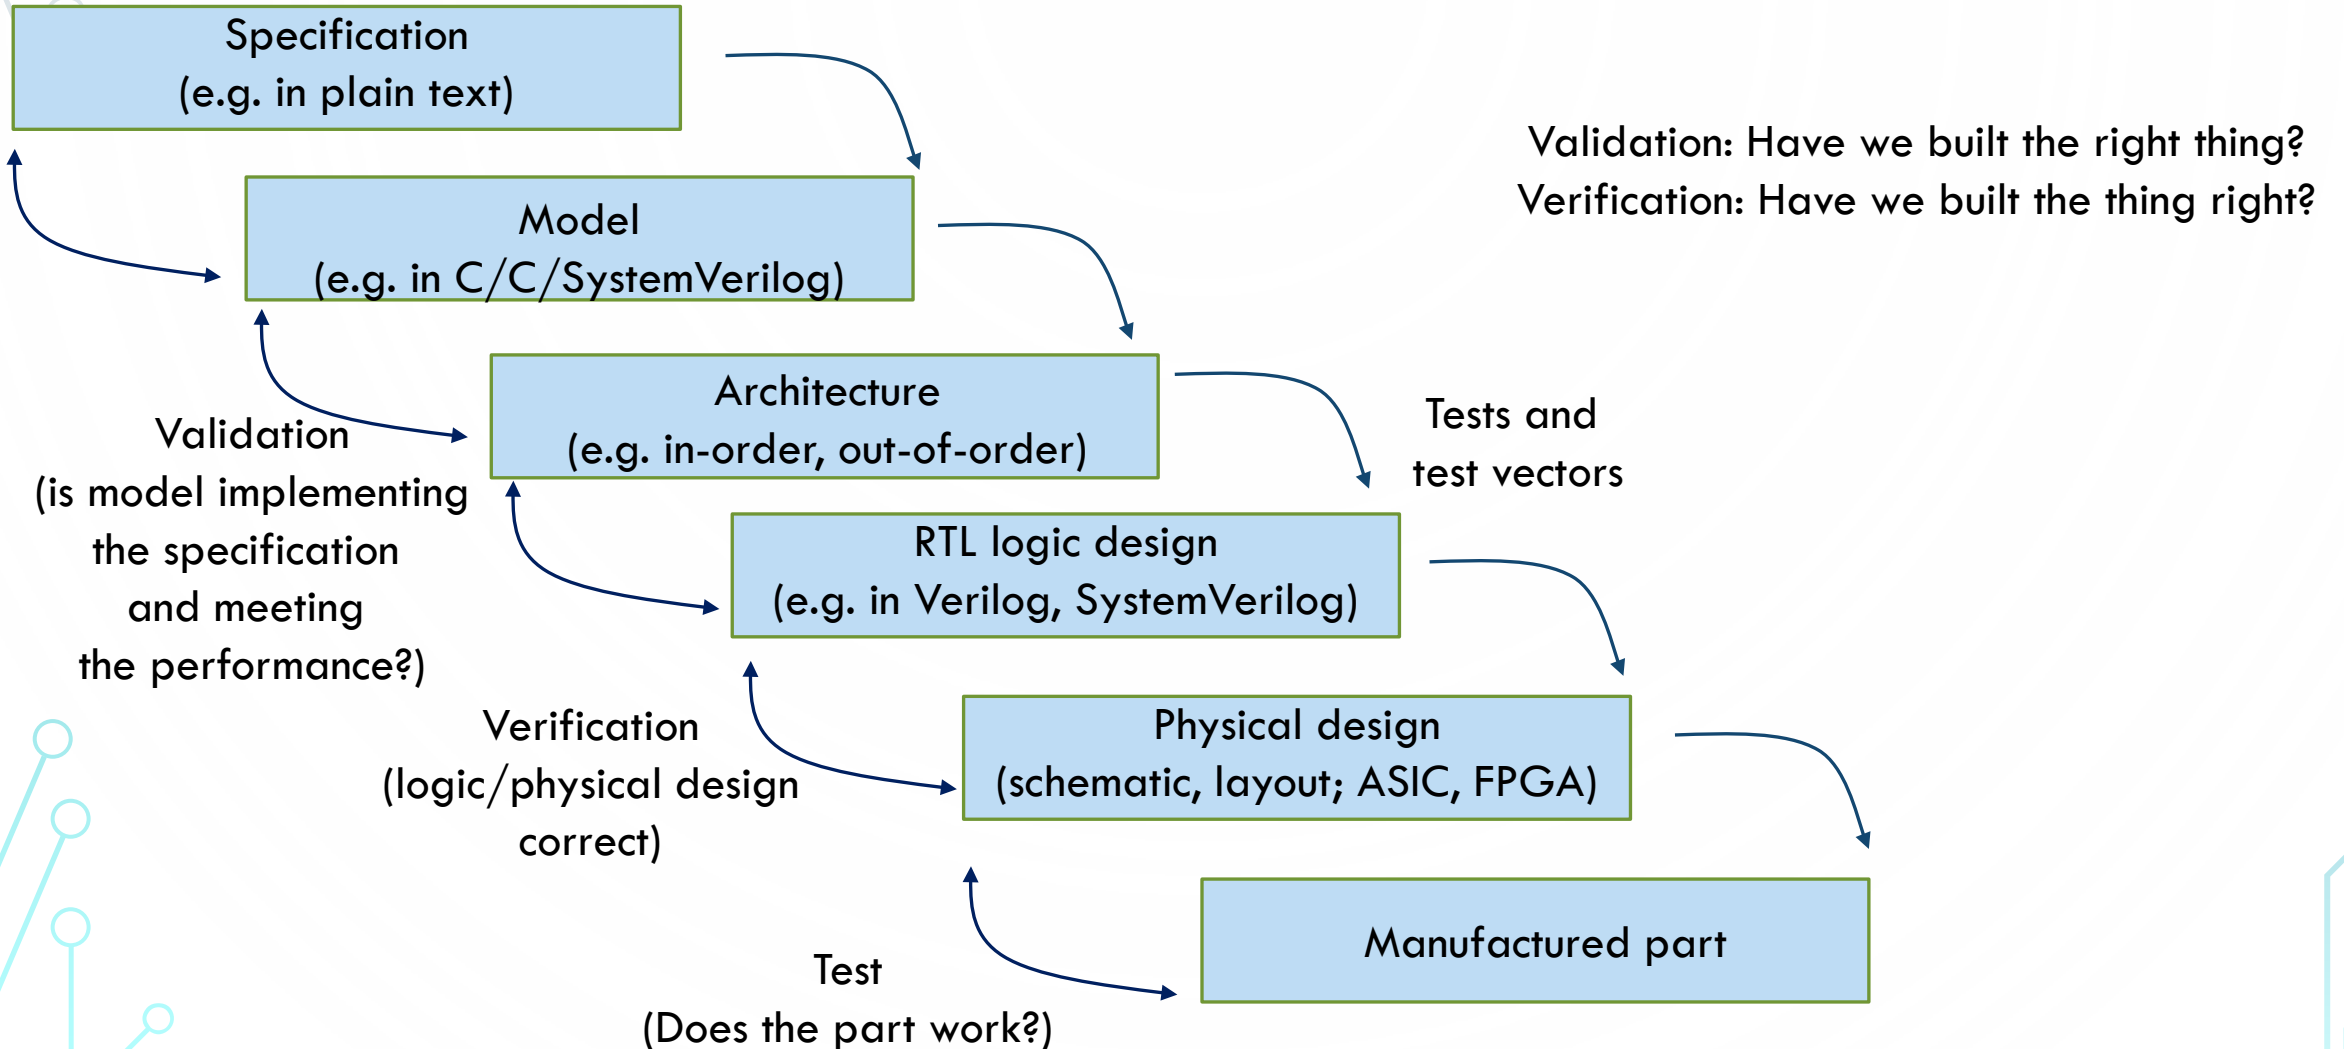 Specification
(e.g. in plain text)
Validation: Have we built the right thing?
Verification: Have we built the thing right?
Model
(e.g. in C/C/SystemVerilog)
Architecture
(e.g. in-order, out-of-order)
Tests and
test vectors
Validation
(is model implementing
the specification
and meeting
the performance?)
RTL logic design
(e.g. in Verilog, SystemVerilog)
Verification
(logic/physical design
correct)
Physical design
(schematic, layout; ASIC, FPGA)
Manufactured part
Test
(Does the part work?)